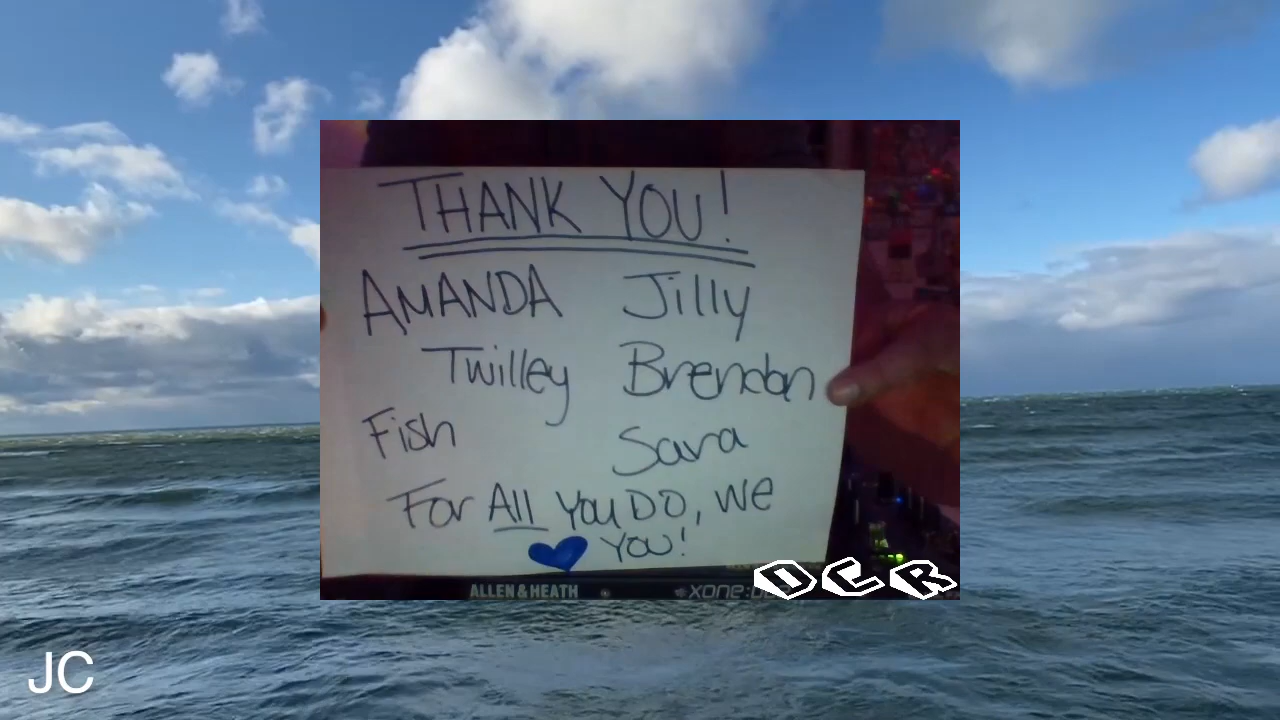 THANK YOU!
AMANDA Jilly
Twilley Brendan
Fish Sara
For All You DO, we
YOU!
ALLEN & HEATH XONE:
DCR
JC